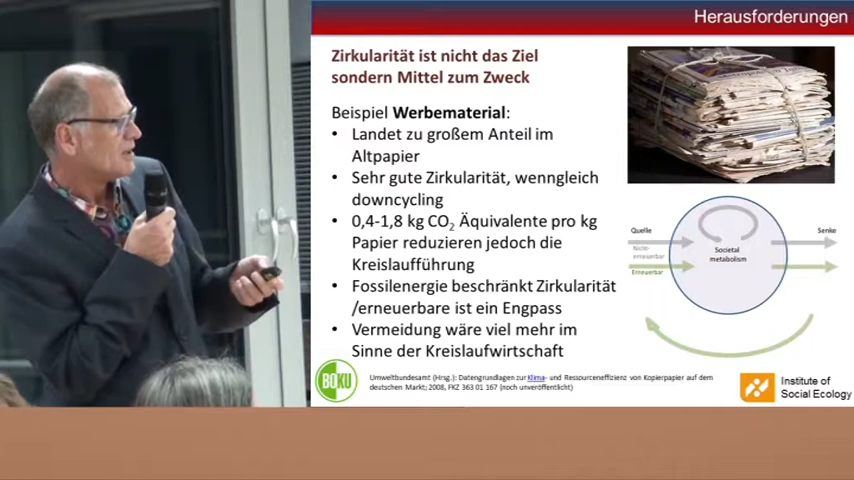 Herausforderungen
Zirkularität ist nicht das Ziel
sondern Mittel zum Zweck
Beispiel Werbematerial:
• Landet zu großem Anteil im
Altpapier
• Sehr gute Zirkularität, wenngleich
downcycling
• 0,4-1,8 kg CO₂ Äquivalente pro kg
Papier reduzieren jedoch die
Kreislaufführung
• Fossilenergie beschränkt Zirkularität
/erneuerbare ist ein Engpass
• Vermeidung wäre viel mehr im
Sinne der Kreislaufwirtschaft
Quelle
Senke
Nicht-
erneuerbar
Erneuerbar
Societal
metabolism
BOKU
Umweltbundesamt (Hrsg.): Datengrundlagen zur Klima- und Ressourceneffizienz von Kopierpapier auf dem
deutschen Markt; 2008, FKZ 363 01 167 (noch unveröffentlicht)
Institute of
Social Ecology